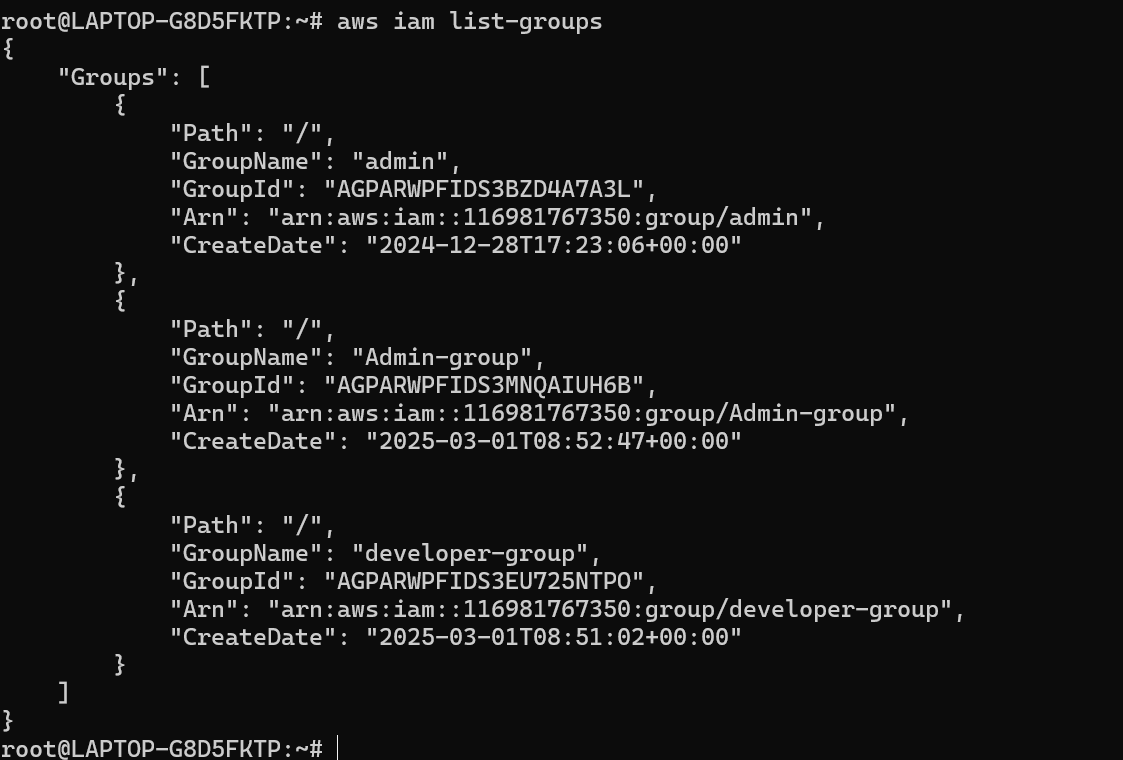 root@LAPTOP-G8D5FKTP:~# aws iam list-groups
{
    "Groups": [
        {
            "Path": "/",
            "GroupName": "admin",
            "GroupId": "AGPARWPFIDS3BZD4A7A3L",
            "Arn": "arn:aws:iam::116981767350:group/admin",
            "CreateDate": "2024-12-28T17:23:06+00:00"
        },
        {
            "Path": "/",
            "GroupName": "Admin-group",
            "GroupId": "AGPARWPFIDS3MNQAIUH6B",
            "Arn": "arn:aws:iam::116981767350:group/Admin-group",
            "CreateDate": "2025-03-01T08:52:47+00:00"
        },
        {
            "Path": "/",
            "GroupName": "developer-group",
            "GroupId": "AGPARWPFIDS3EU725NTPO",
            "Arn": "arn:aws:iam::116981767350:group/developer-group",
            "CreateDate": "2025-03-01T08:51:02+00:00"
        }
    ]
}
root@LAPTOP-G8D5FKTP:~#